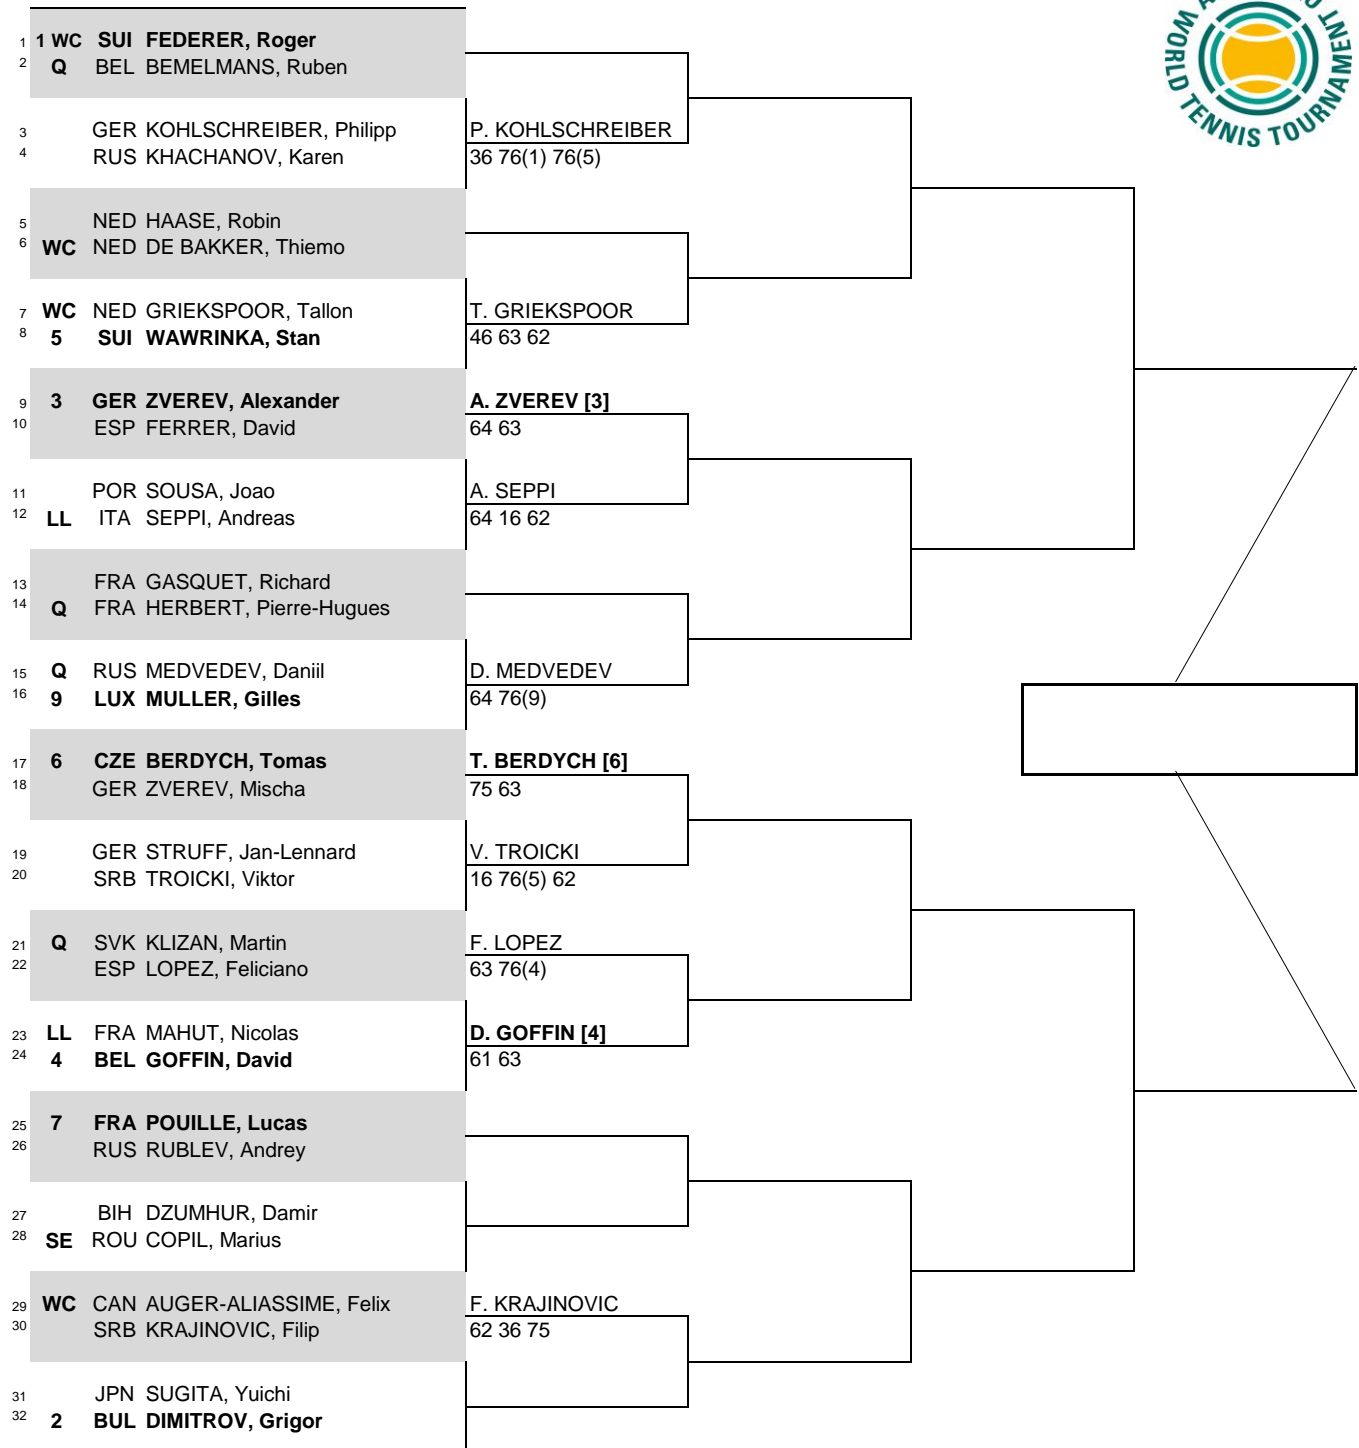 WORLD TENNIS TOURNAMENT
1 1 WC SUI FEDERER, Roger
2 Q BEL BEMELMANS, Ruben
3 GER KOHLSCHREIBER, Philipp P. KOHLSCHREIBER
4 RUS KHACHANOV, Karen 36 76(1) 76(5)
5 NED HAASE, Robin
6 WC NED DE BAKKER, Thiemo
7 WC NED GRIEKSPOOR, Tallon T. GRIEKSPOOR
8 5 SUI WAWRINKA, Stan 46 63 62
9 3 GER ZVEREV, Alexander A. ZVEREV [3]
10 ESP FERRER, David 64 63
11 POR SOUSA, Joao A. SEPPI
12 LL ITA SEPPI, Andreas 64 16 62
13 FRA GASQUET, Richard
14 Q FRA HERBERT, Pierre-Hugues
15 Q RUS MEDVEDEV, Daniil D. MEDVEDEV
16 9 LUX MULLER, Gilles 64 76(9)
17 6 CZE BERDYCH, Tomas T. BERDYCH [6]
18 GER ZVEREV, Mischa 75 63
19 GER STRUFF, Jan-Lennard V. TROICKI
20 SRB TROICKI, Viktor 16 76(5) 62
21 Q SVK KLIZAN, Martin F. LOPEZ
22 ESP LOPEZ, Feliciano 63 76(4)
23 LL FRA MAHUT, Nicolas D. GOFFIN [4]
24 4 BEL GOFFIN, David 61 63
25 7 FRA POUILLE, Lucas
26 RUS RUBLEV, Andrey
27 BIH DZUMHUR, Damir
28 SE ROU COPIL, Marius
29 WC CAN AUGER-ALIASSIME, Felix F. KRAJINOVIC
30 SRB KRAJINOVIC, Filip 62 36 75
31 JPN SUGITA, Yuichi
32 2 BUL DIMITROV, Grigor